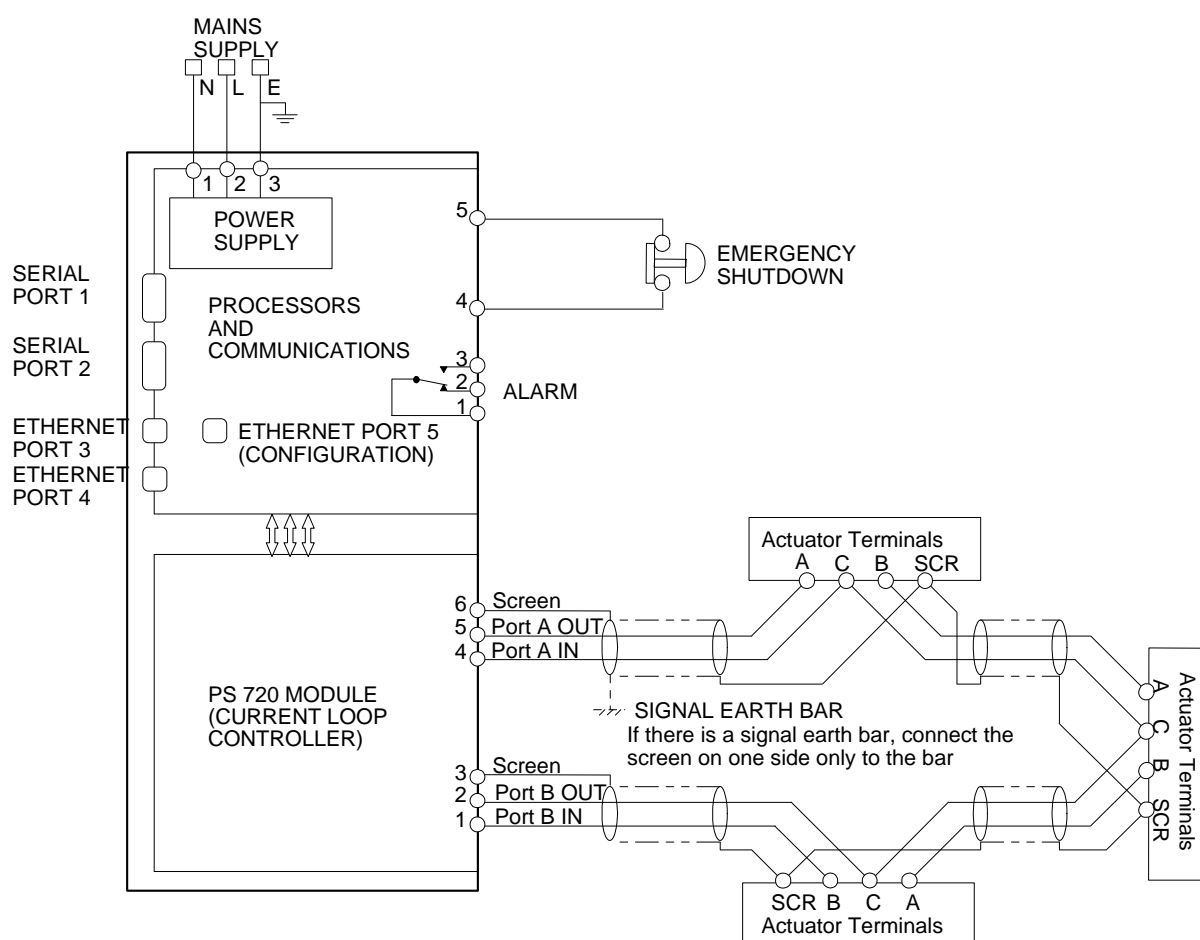 MAINS
SUPPLY
N L E
1 2 3
POWER
SUPPLY
5
EMERGENCY
SHUTDOWN
4
SERIAL
PORT 1
PROCESSORS
AND
COMMUNICATIONS
SERIAL
PORT 2
3
2
1
ALARM
ETHERNET
PORT 3
ETHERNET
PORT 4
ETHERNET PORT 5
(CONFIGURATION)
Actuator Terminals
A C B SCR
6 Screen
5 Port A OUT
4 Port A IN
PS 720 MODULE
(CURRENT LOOP
CONTROLLER)
SIGNAL EARTH BAR
If there is a signal earth bar, connect the
screen on one side only to the bar
A C B SCR
Actuator Terminals
3 Screen
2 Port B OUT
1 Port B IN
SCR B C A
Actuator Terminals